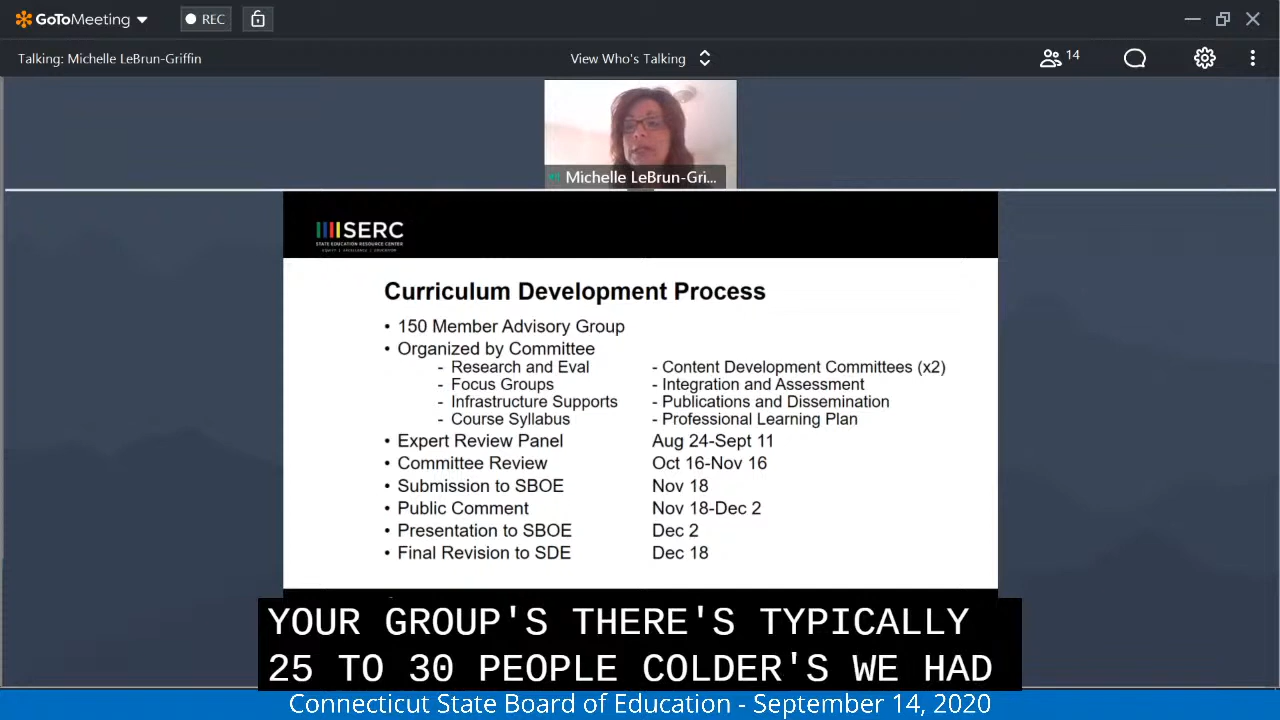 GoToMeeting
REC
Talking: Michelle LeBrun-Griffin
View Who's Talking
14
Michelle LeBrun-Gri...
SERC
STATE EDUCATION RESOURCE CENTER
EQUITY | EXCELLENCE | EDUCATION
Curriculum Development Process
• 150 Member Advisory Group
• Organized by Committee
- Research and Eval - Content Development Committees (x2)
- Focus Groups - Integration and Assessment
- Infrastructure Supports - Publications and Dissemination
- Course Syllabus - Professional Learning Plan
• Expert Review Panel Aug 24-Sept 11
• Committee Review Oct 16-Nov 16
• Submission to SBOE Nov 18
• Public Comment Nov 18-Dec 2
• Presentation to SBOE Dec 2
• Final Revision to SDE Dec 18
YOUR GROUP'S THERE'S TYPICALLY
25 TO 30 PEOPLE COLDER'S WE HAD
Connecticut State Board of Education - September 14, 2020